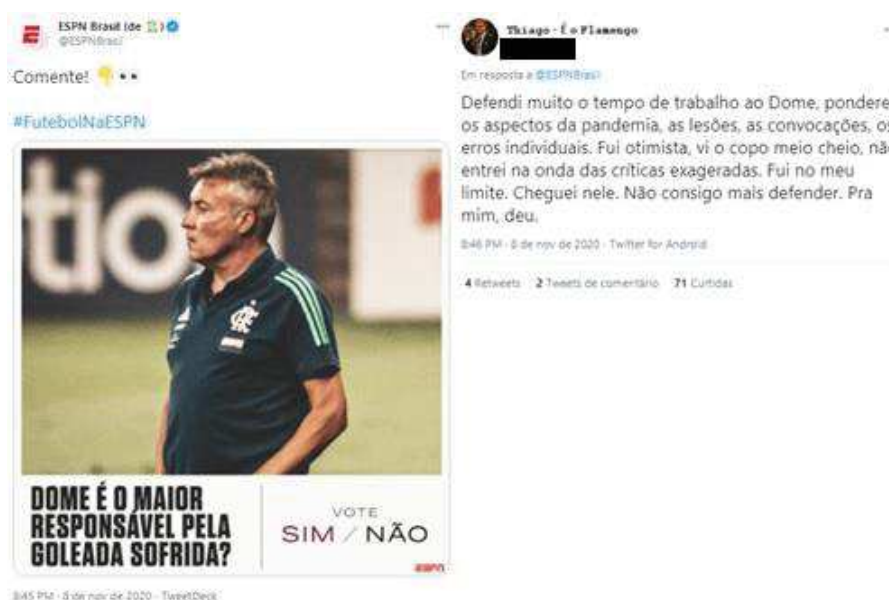 ESPN Brasil (de
@ESPNBrasil
Comente!
#FutebolNaESPN
tio
DOME É O MAIOR
RESPONSÁVEL PELA
GOLEADA SOFRIDA?
VOTE
SIM / NÃO
ESPN
8:45 PM · 8 de nov de 2020 · TweetDeck
Thiago - É o Flamengo
Em resposta a @ESPNBrasil
Defendi muito o tempo de trabalho ao Dome, ponderei
os aspectos da pandemia, as lesões, as convocações, os
erros individuais. Fui otimista, vi o copo meio cheio, nã
entrei na onda das críticas exageradas. Fui no meu
limite. Cheguei nele. Não consigo mais defender. Pra
mim, deu.
8:46 PM · 8 de nov de 2020 · Twitter for Android
4 Retweets 2 Tweets de comentário 71 Curtidas